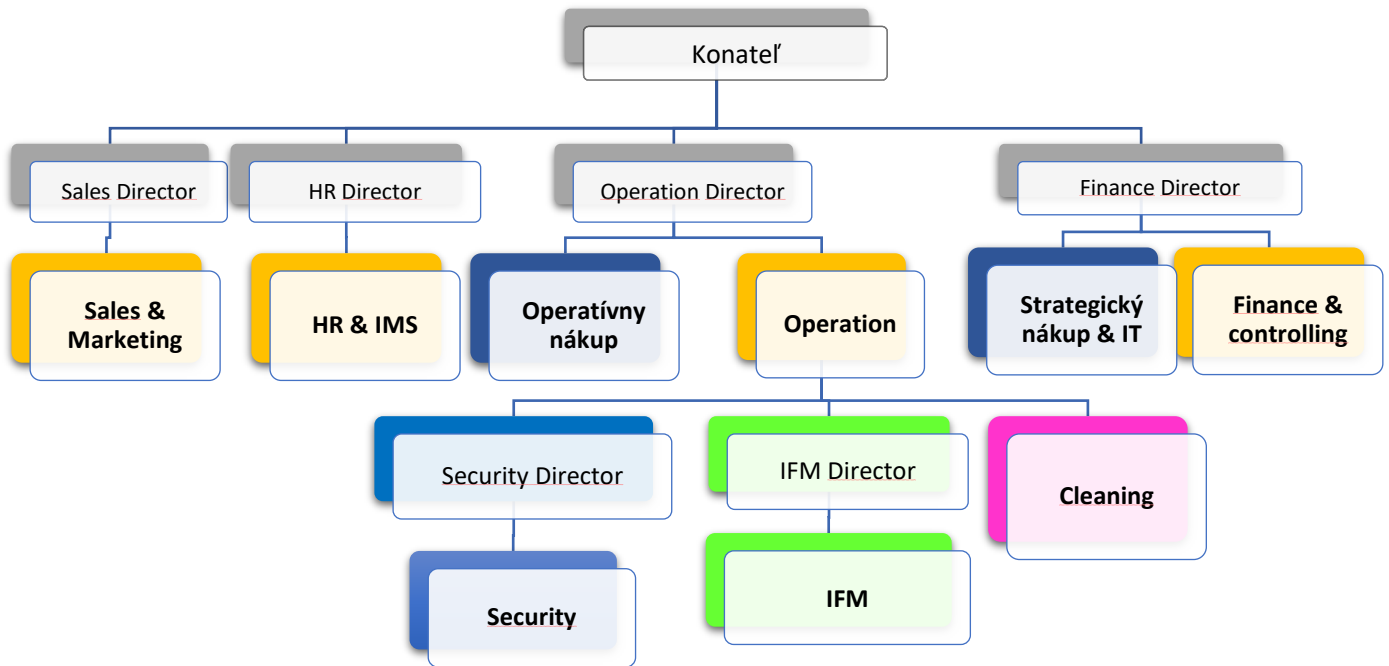 Konateľ
Sales Director
HR Director
Operation Director
Finance Director
Sales &
Marketing
HR & IMS
Operatívny
nákup
Operation
Strategický
nákup & IT
Finance &
controlling
Security Director
IFM Director
Cleaning
Security
IFM